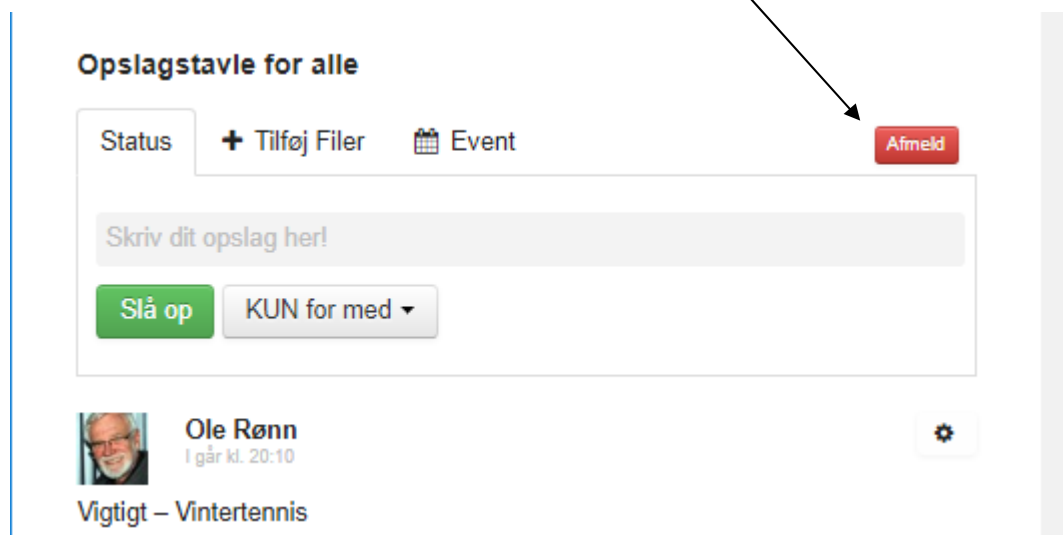 Opslagstavle for alle
Status + Tilføj Filer Event Afmeld
Skriv dit opslag her!
Slå op KUN for med
Ole Rønn
I går kl. 20:10
Vigtigt – Vintertennis